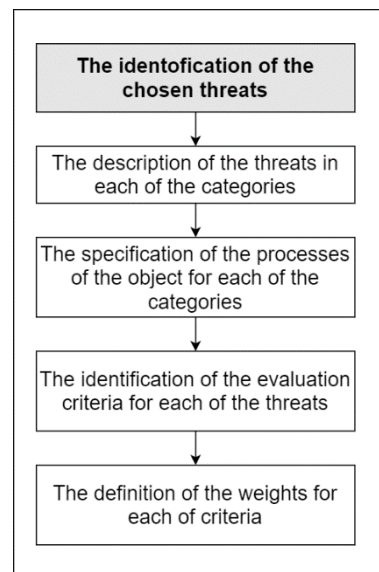 The identofication of the
chosen threats
The description of the threats in
each of the categories
The specification of the processes
of the object for each of the
categories
The identification of the evaluation
criteria for each of the threats
The definition of the weights for
each of criteria